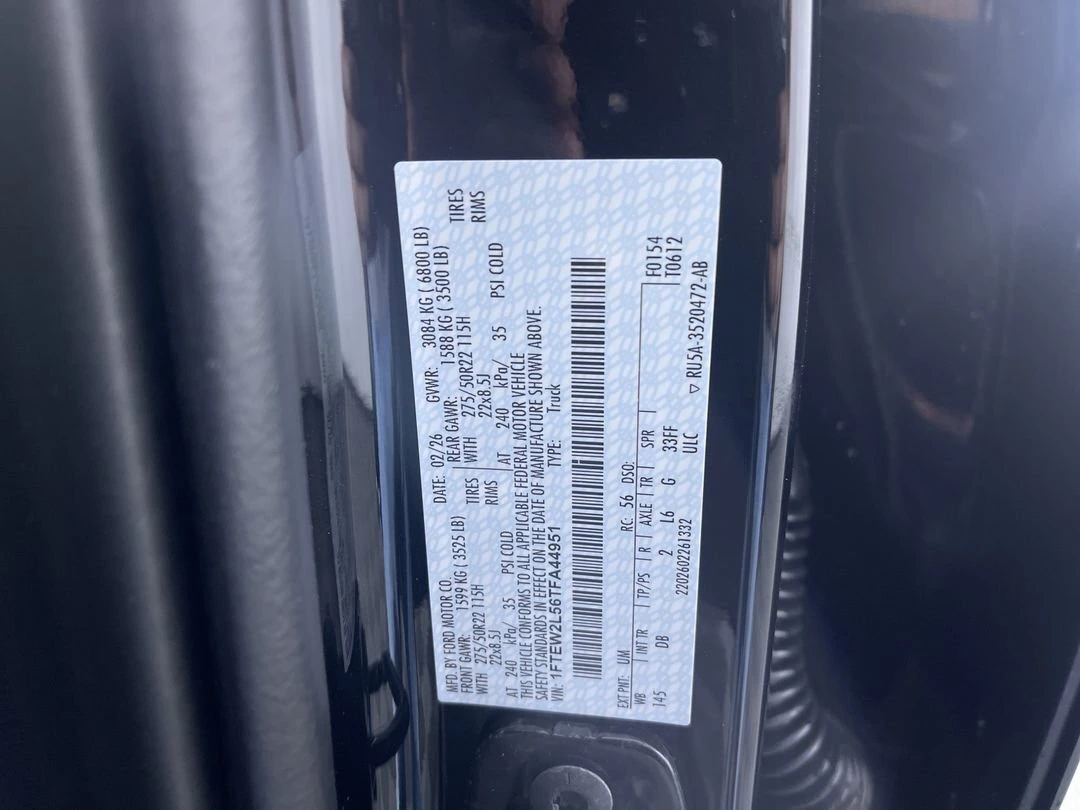 MFD. BY FORD MOTOR CO.
DATE: 02/26 GVWR: 3084 KG ( 6800 LB)
FRONT GAWR: 1599 KG ( 3525 LB) REAR GAWR: 1588 KG ( 3500 LB)
WITH 275/50R22 115H TIRES WITH 275/50R22 115H TIRES
22x8.5J RIMS 22x8.5J RIMS
AT 240 kPa/ 35 PSI COLD AT 240 kPa/ 35 PSI COLD
THIS VEHICLE CONFORMS TO ALL APPLICABLE FEDERAL MOTOR VEHICLE
SAFETY STANDARDS IN EFFECT ON THE DATE OF MANUFACTURE SHOWN ABOVE.
VIN: 1FTEW2L56TFA44951 TYPE: Truck
EXT PNT: UM RC: 56 DSO:
WB INT TR TP/PS R AXLE TR SPR F0154
145 DB 2 L6 G 33FF T0612
2202602261332 ULC
▽ RU5A-3520472-AB